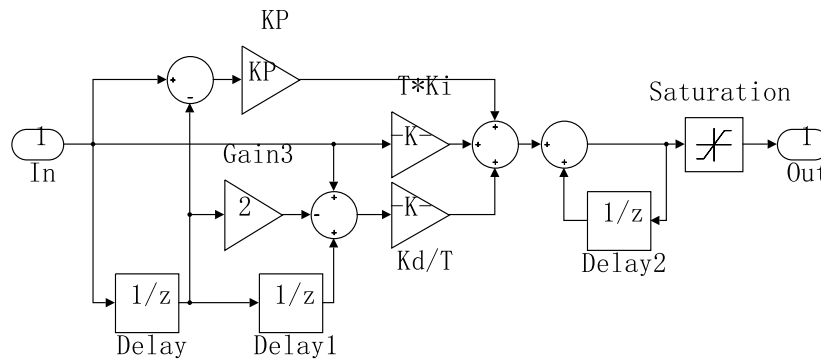 KP
KP
T*Ki
Saturation
1
In
-K-
1
Out
Gain3
2
-K-
Kd/T
1/z
Delay2
1/z
Delay
1/z
Delay1